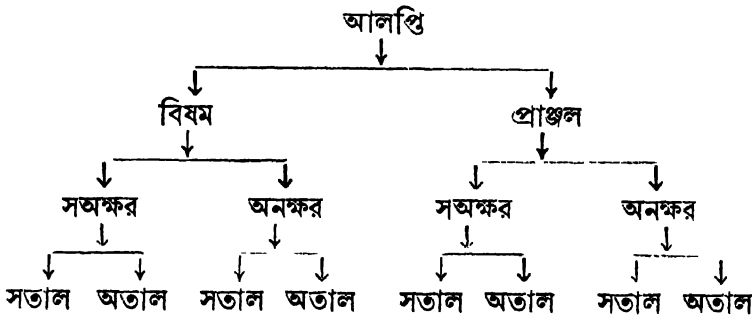 আলপ্তি
বিষম প্রাঞ্জল
সঅক্ষর অনক্ষর সঅক্ষর অনক্ষর
সতাল অতাল সতাল অতাল সতাল অতাল সতাল অতাল